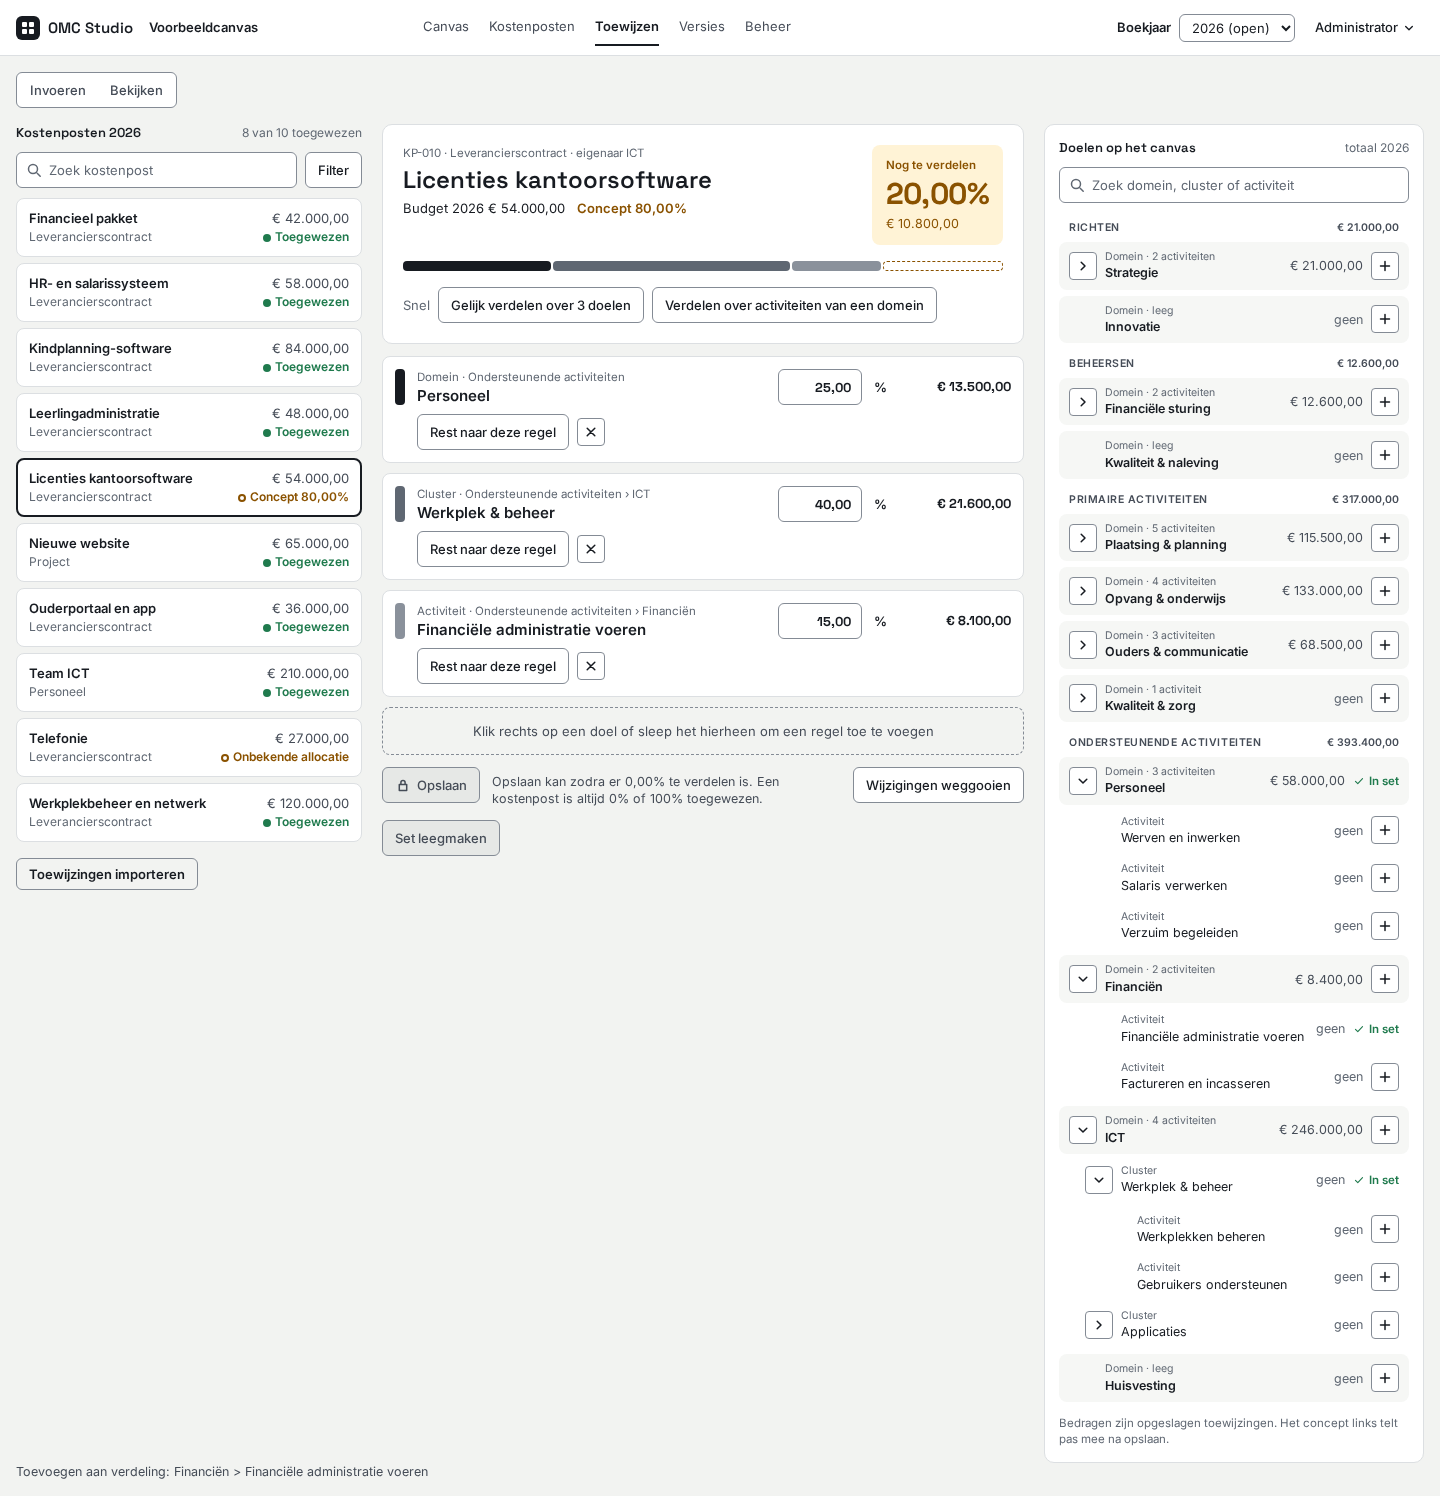 OMC Studio
Voorbeeldcanvas
Canvas
Kostenposten
Toewijzen
Versies
Beheer
Boekjaar
2026 (open)
Administrator
Invoeren
Bekijken
Kostenposten 2026
8 van 10 toegewezen
Zoek kostenpost
Filter
Financieel pakket
€ 42.000,00
Leverancierscontract
Toegewezen
HR- en salarissysteem
€ 58.000,00
Leverancierscontract
Toegewezen
Kindplanning-software
€ 84.000,00
Leverancierscontract
Toegewezen
Leerlingadministratie
€ 48.000,00
Leverancierscontract
Toegewezen
Licenties kantoorsoftware
€ 54.000,00
Leverancierscontract
Concept 80,00%
Nieuwe website
€ 65.000,00
Project
Toegewezen
Ouderportaal en app
€ 36.000,00
Leverancierscontract
Toegewezen
Team ICT
€ 210.000,00
Personeel
Toegewezen
Telefonie
€ 27.000,00
Leverancierscontract
Onbekende allocatie
Werkplekbeheer en netwerk
€ 120.000,00
Leverancierscontract
Toegewezen
Toewijzingen importeren
KP-010 · Leverancierscontract · eigenaar ICT
Licenties kantoorsoftware
Budget 2026 € 54.000,00
Concept 80,00%
Nog te verdelen
20,00%
€ 10.800,00
Snel
Gelijk verdelen over 3 doelen
Verdelen over activiteiten van een domein
Domein · Ondersteunende activiteiten
Personeel
25,00
%
€ 13.500,00
Rest naar deze regel
Cluster · Ondersteunende activiteiten › ICT
Werkplek & beheer
40,00
%
€ 21.600,00
Rest naar deze regel
Activiteit · Ondersteunende activiteiten › Financiën
Financiële administratie voeren
15,00
%
€ 8.100,00
Rest naar deze regel
Klik rechts op een doel of sleep het hierheen om een regel toe te voegen
Opslaan
Opslaan kan zodra er 0,00% te verdelen is. Een
kostenpost is altijd 0% of 100% toegewezen.
Wijzigingen weggooien
Set leegmaken
Doelen op het canvas
totaal 2026
Zoek domein, cluster of activiteit
RICHTEN
€ 21.000,00
Domein · 2 activiteiten
Strategie
€ 21.000,00
Domein · leeg
Innovatie
geen
BEHEERSEN
€ 12.600,00
Domein · 2 activiteiten
Financiële sturing
€ 12.600,00
Domein · leeg
Kwaliteit & naleving
geen
PRIMAIRE ACTIVITEITEN
€ 317.000,00
Domein · 5 activiteiten
Plaatsing & planning
€ 115.500,00
Domein · 4 activiteiten
Opvang & onderwijs
€ 133.000,00
Domein · 3 activiteiten
Ouders & communicatie
€ 68.500,00
Domein · 1 activiteit
Kwaliteit & zorg
geen
ONDERSTEUNENDE ACTIVITEITEN
€ 393.400,00
Domein · 3 activiteiten
Personeel
€ 58.000,00
In set
Activiteit
Werven en inwerken
geen
Activiteit
Salaris verwerken
geen
Activiteit
Verzuim begeleiden
geen
Domein · 2 activiteiten
Financiën
€ 8.400,00
Activiteit
Financiële administratie voeren
geen
In set
Activiteit
Factureren en incasseren
geen
Domein · 4 activiteiten
ICT
€ 246.000,00
Cluster
Werkplek & beheer
geen
In set
Activiteit
Werkplekken beheren
geen
Activiteit
Gebruikers ondersteunen
geen
Cluster
Applicaties
geen
Domein · leeg
Huisvesting
geen
Bedragen zijn opgeslagen toewijzingen. Het concept links telt
pas mee na opslaan.
Toevoegen aan verdeling: Financiën > Financiële administratie voeren